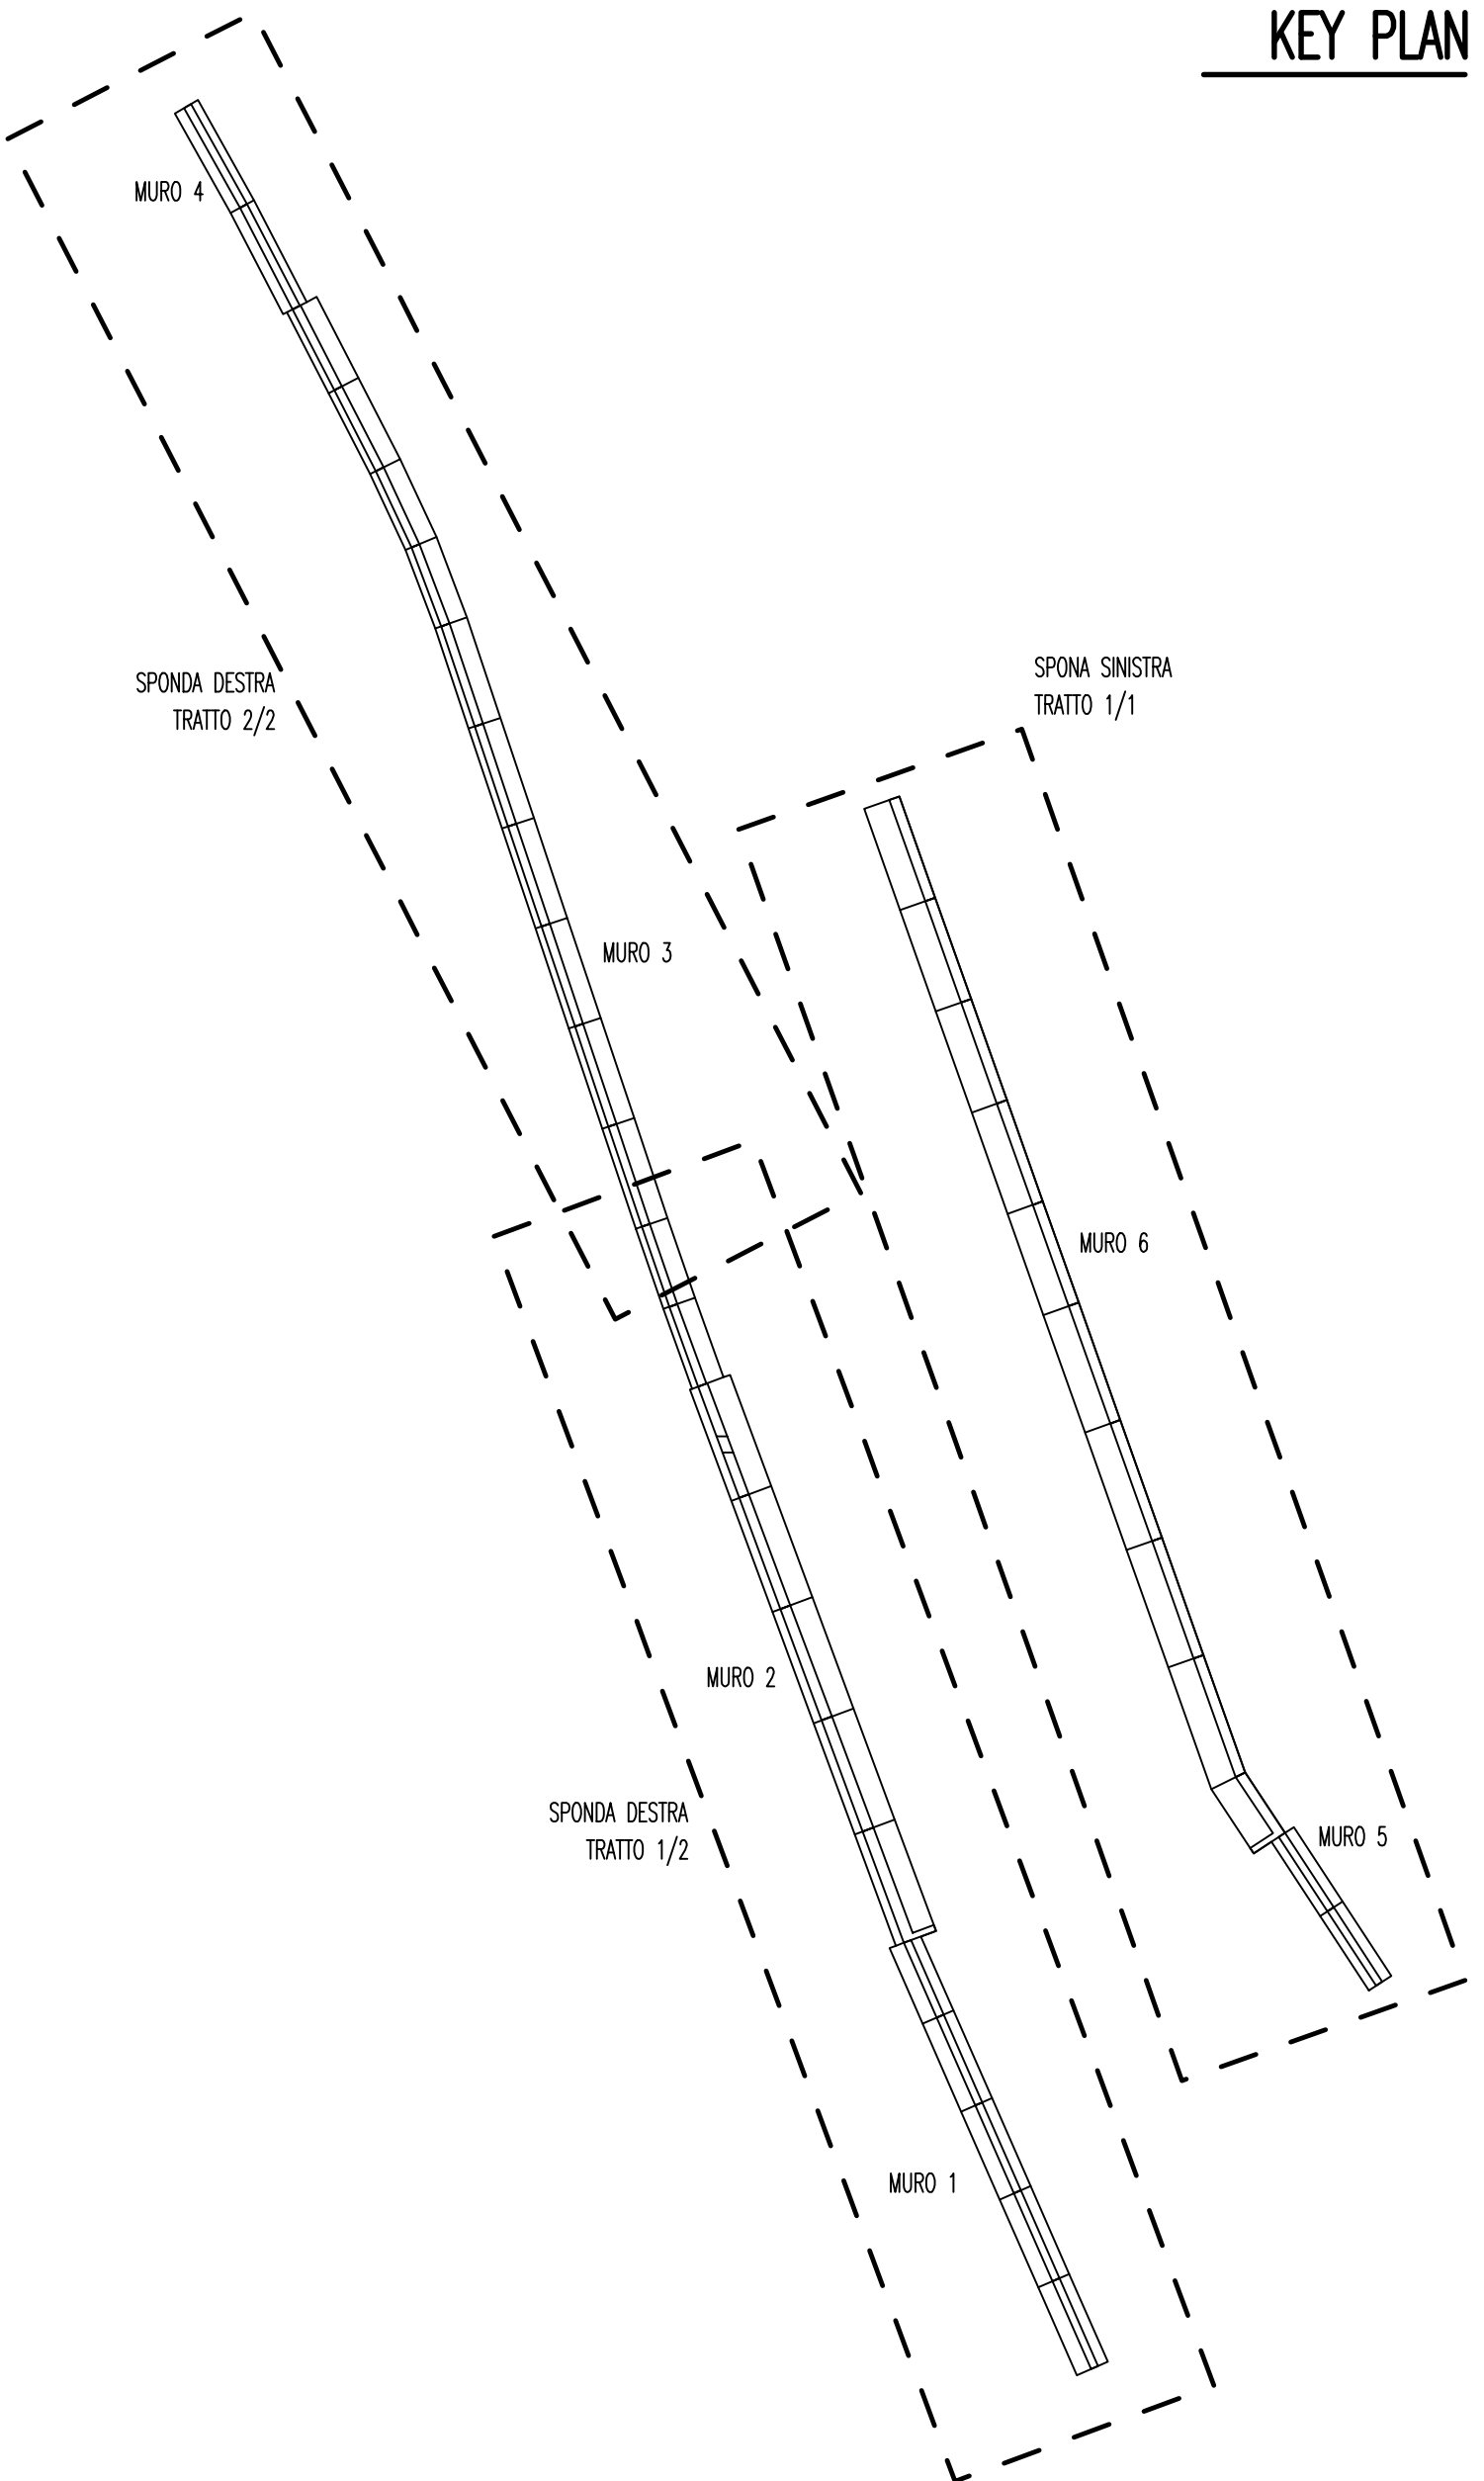 KEY PLAN
MURO 4
SPONDA DESTRA
TRATTO 2/2
SPONA SINISTRA
TRATTO 1/1
MURO 3
MURO 6
MURO 2
SPONDA DESTRA
TRATTO 1/2
MURO 5
MURO 1